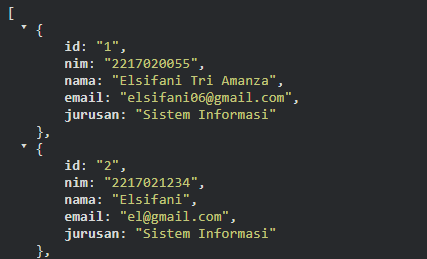 [
{
id: "1",
nim: "2217020055",
nama: "Elsifani Tri Amanza",
email: "elsifani06@gmail.com",
jurusan: "Sistem Informasi"
},
{
id: "2",
nim: "2217021234",
nama: "Elsifani",
email: "el@gmail.com",
jurusan: "Sistem Informasi"
},